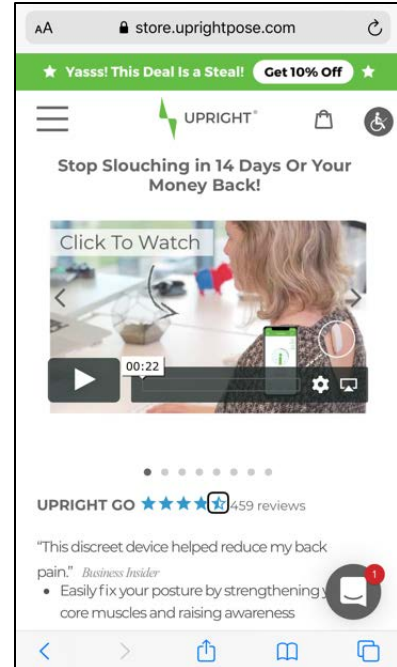 AA store.uprightpose.com
Yasss! This Deal Is a Steal! Get 10% Off
UPRIGHT®
Stop Slouching in 14 Days Or Your
Money Back!
Click To Watch
00:22
UPRIGHT GO 459 reviews
"This discreet device helped reduce my back
pain." Business Insider
1
• Easily fix your posture by strengthening
core muscles and raising awareness